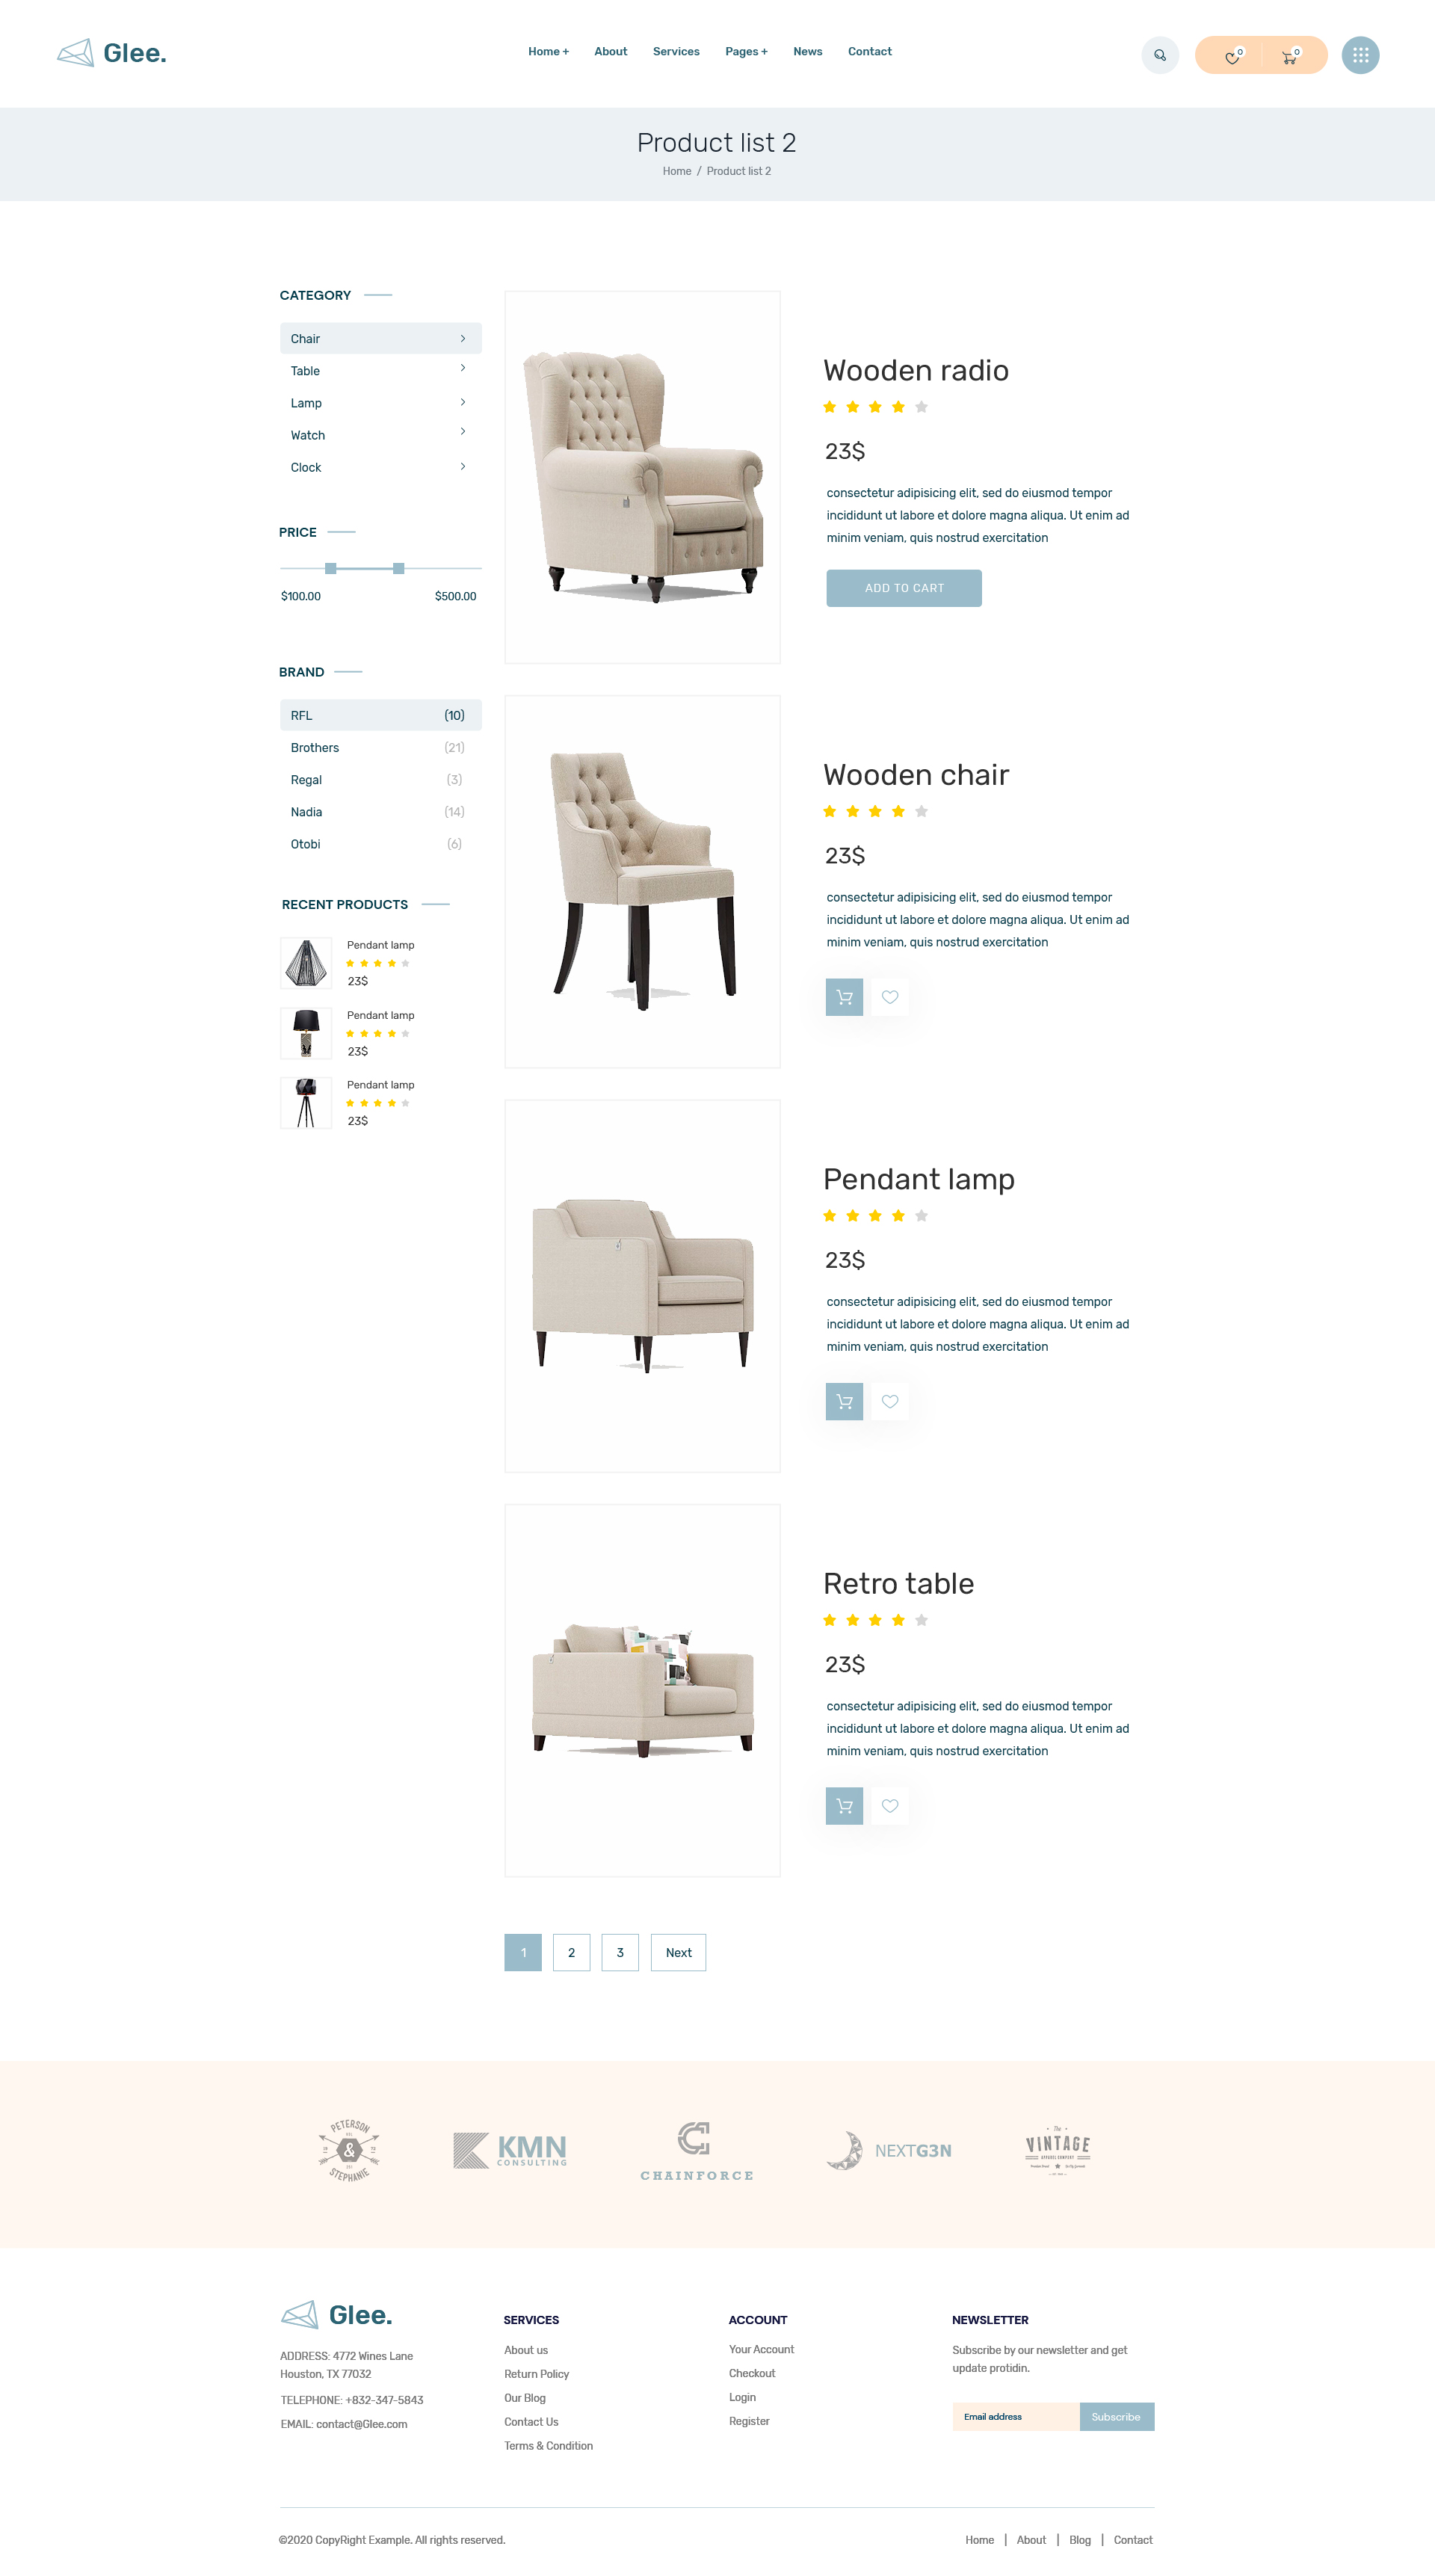 Glee.
Home + About Services Pages + News Contact
0 0
Product list 2
Home / Product list 2
CATEGORY
Chair
Table
Lamp
Watch
Clock
PRICE
$100.00 $500.00
BRAND
RFL (10)
Brothers (21)
Regal (3)
Nadia (14)
Otobi (6)
RECENT PRODUCTS
Pendant lamp
23$
Pendant lamp
23$
Pendant lamp
23$
Wooden radio
23$
consectetur adipisicing elit, sed do eiusmod tempor
incididunt ut labore et dolore magna aliqua. Ut enim ad
minim veniam, quis nostrud exercitation
ADD TO CART
Wooden chair
23$
consectetur adipisicing elit, sed do eiusmod tempor
incididunt ut labore et dolore magna aliqua. Ut enim ad
minim veniam, quis nostrud exercitation
Pendant lamp
23$
consectetur adipisicing elit, sed do eiusmod tempor
incididunt ut labore et dolore magna aliqua. Ut enim ad
minim veniam, quis nostrud exercitation
Retro table
23$
consectetur adipisicing elit, sed do eiusmod tempor
incididunt ut labore et dolore magna aliqua. Ut enim ad
minim veniam, quis nostrud exercitation
1 2 3 Next
PETERSON
&
STEPHANIE
KMN
CONSULTING
CHAINFORCE
NEXTG3N
The
VINTAGE
APPAREL COMPANY
Glee.
ADDRESS: 4772 Wines Lane
Houston, TX 77032
TELEPHONE: +832-347-5843
EMAIL: contact@Glee.com
SERVICES
About us
Return Policy
Our Blog
Contact Us
Terms & Condition
ACCOUNT
Your Account
Checkout
Login
Register
NEWSLETTER
Subscribe by our newsletter and get
update protidin.
Email address Subscribe
©2020 CopyRight Example. All rights reserved.
Home | About | Blog | Contact